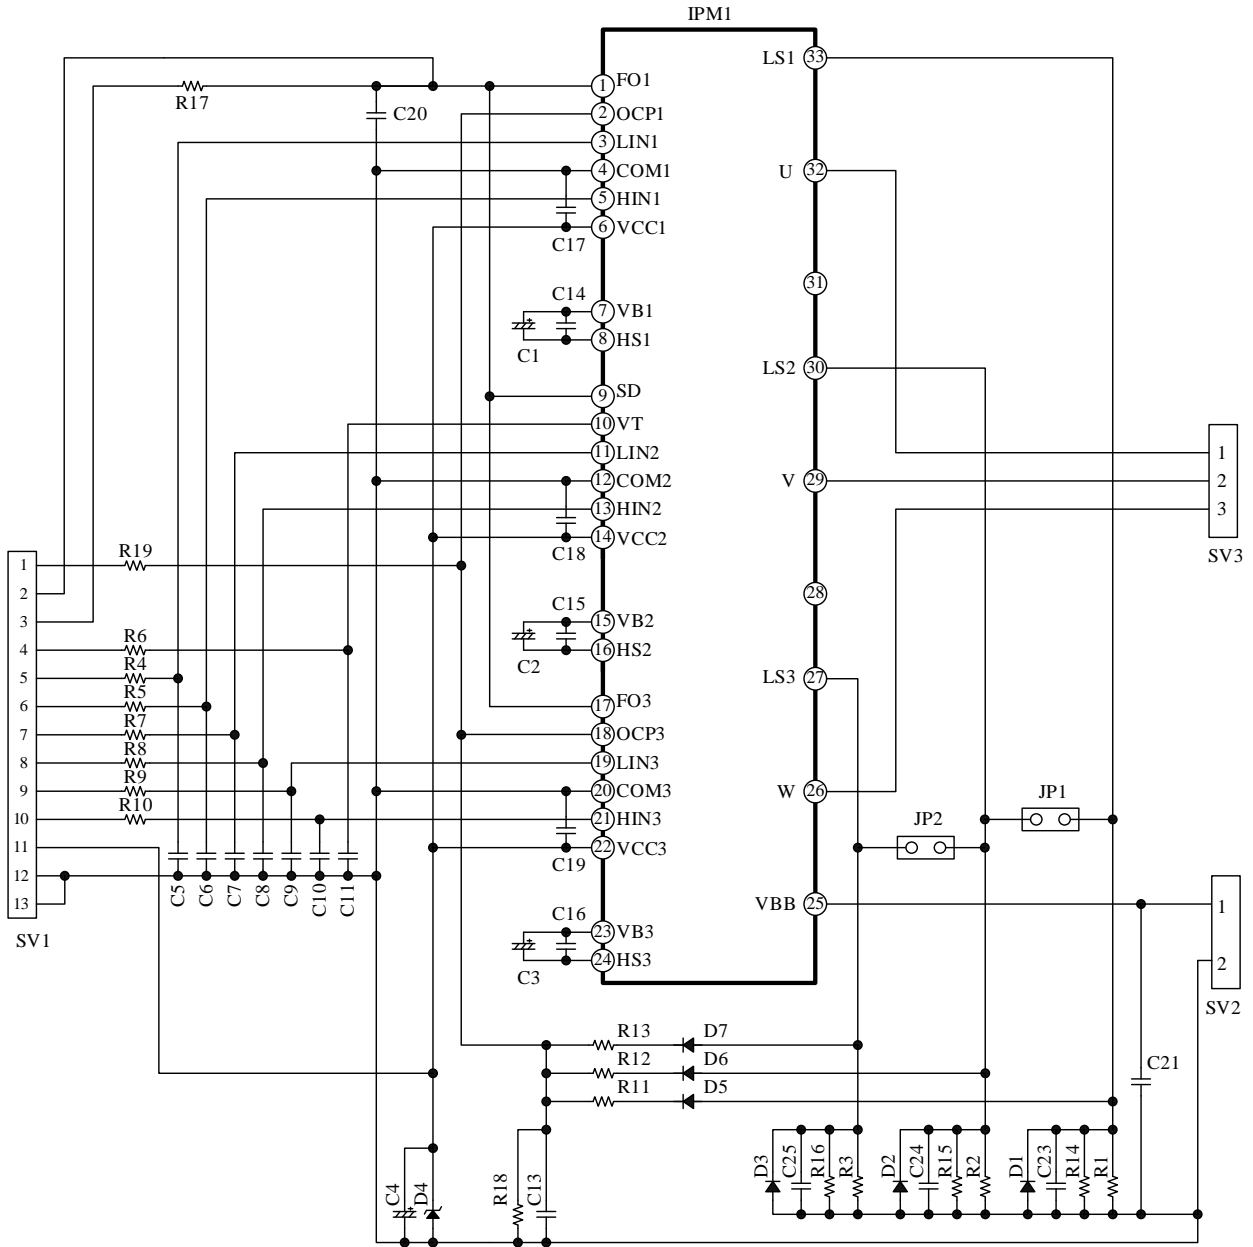 IPM1
R17
C20
1 FO1
2 OCP1
3 LIN1
4 COM1
5 HIN1
6 VCC1
C17
C14
7 VB1
8 HS1
C1
9 SD
10 VT
11 LIN2
12 COM2
13 HIN2
14 VCC2
C18
C15
15 VB2
16 HS2
C2
17 FO3
18 OCP3
19 LIN3
20 COM3
21 HIN3
22 VCC3
C19
C16
23 VB3
24 HS3
C3
LS1 33
U 32
31
LS2 30
V 29
28
LS3 27
W 26
VBB 25
1
2
3
SV3
JP1
JP2
1
2
SV2
1 R19
2
3
4 R6
5 R4
6 R5
7 R7
8 R8
9 R9
10 R10
11
12
13
SV1
C5
C6
C7
C8
C9
C10
C11
R13 D7
R12 D6
R11 D5
C21
C4
D4
R18
C13
D3
C25
R16
R3
D2
C24
R15
R2
D1
C23
R14
R1